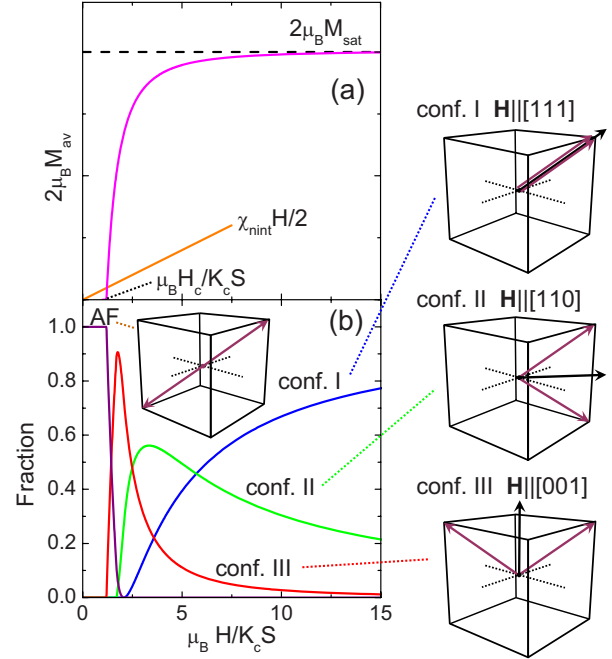 2μ_B M_sat
(a)
2μ_B M_av
χ_nint H/2
μ_B H_c/K_c S
conf. I H||[111]
conf. II H||[110]
conf. III H||[001]
AF
(b)
conf. I
conf. II
conf. III
Fraction
1.0
0.8
0.6
0.4
0.2
0.0
0 5 10 15
μ_B H/K_c S